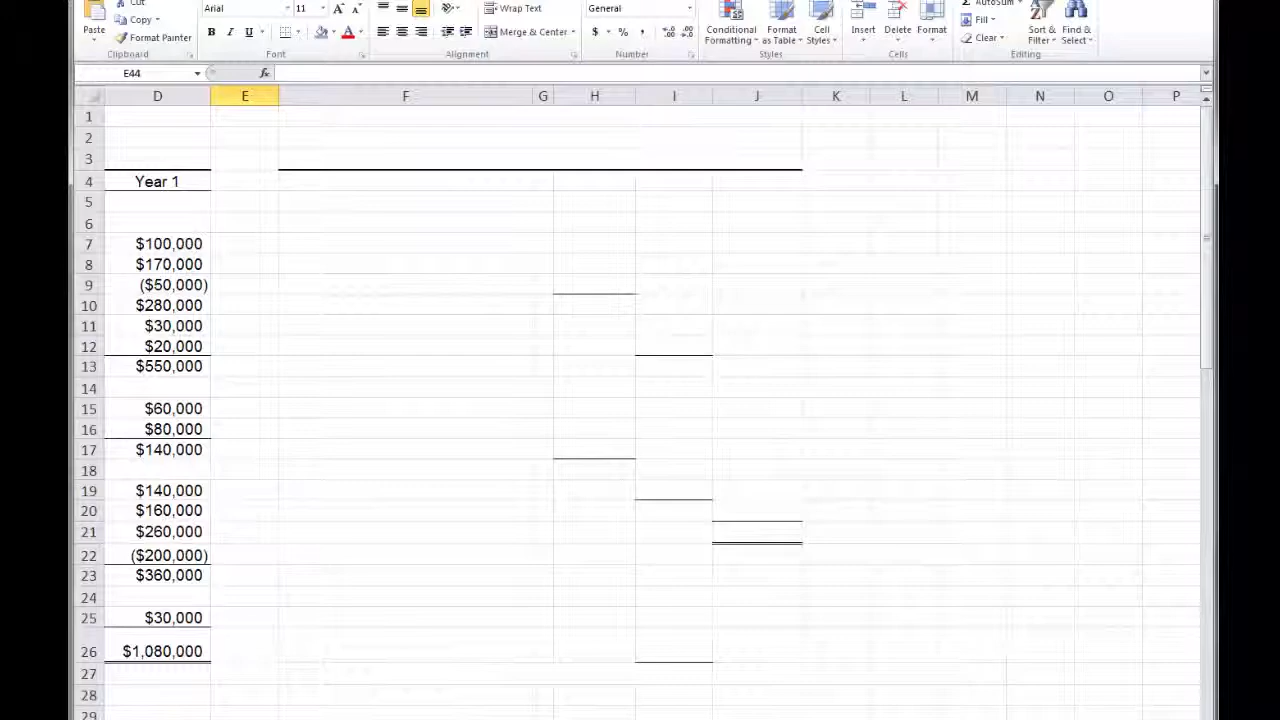 Cut
Arial 11
Wrap Text
General
AutoSum
Copy
Fill
Paste
Format Painter
B I U
Merge & Center
$ % ,
Conditional Formatting
Format as Table
Cell Styles
Insert
Delete
Format
Clear
Sort & Filter
Find & Select
Clipboard
Font
Alignment
Number
Styles
Cells
Editing
E44 fx
D E F G H I J K L M N O P
1
2
3
4 Year 1
5
6
7 $100,000
8 $170,000
9 ($50,000)
10 $280,000
11 $30,000
12 $20,000
13 $550,000
14
15 $60,000
16 $80,000
17 $140,000
18
19 $140,000
20 $160,000
21 $260,000
22 ($200,000)
23 $360,000
24
25 $30,000
26 $1,080,000
27
28
29